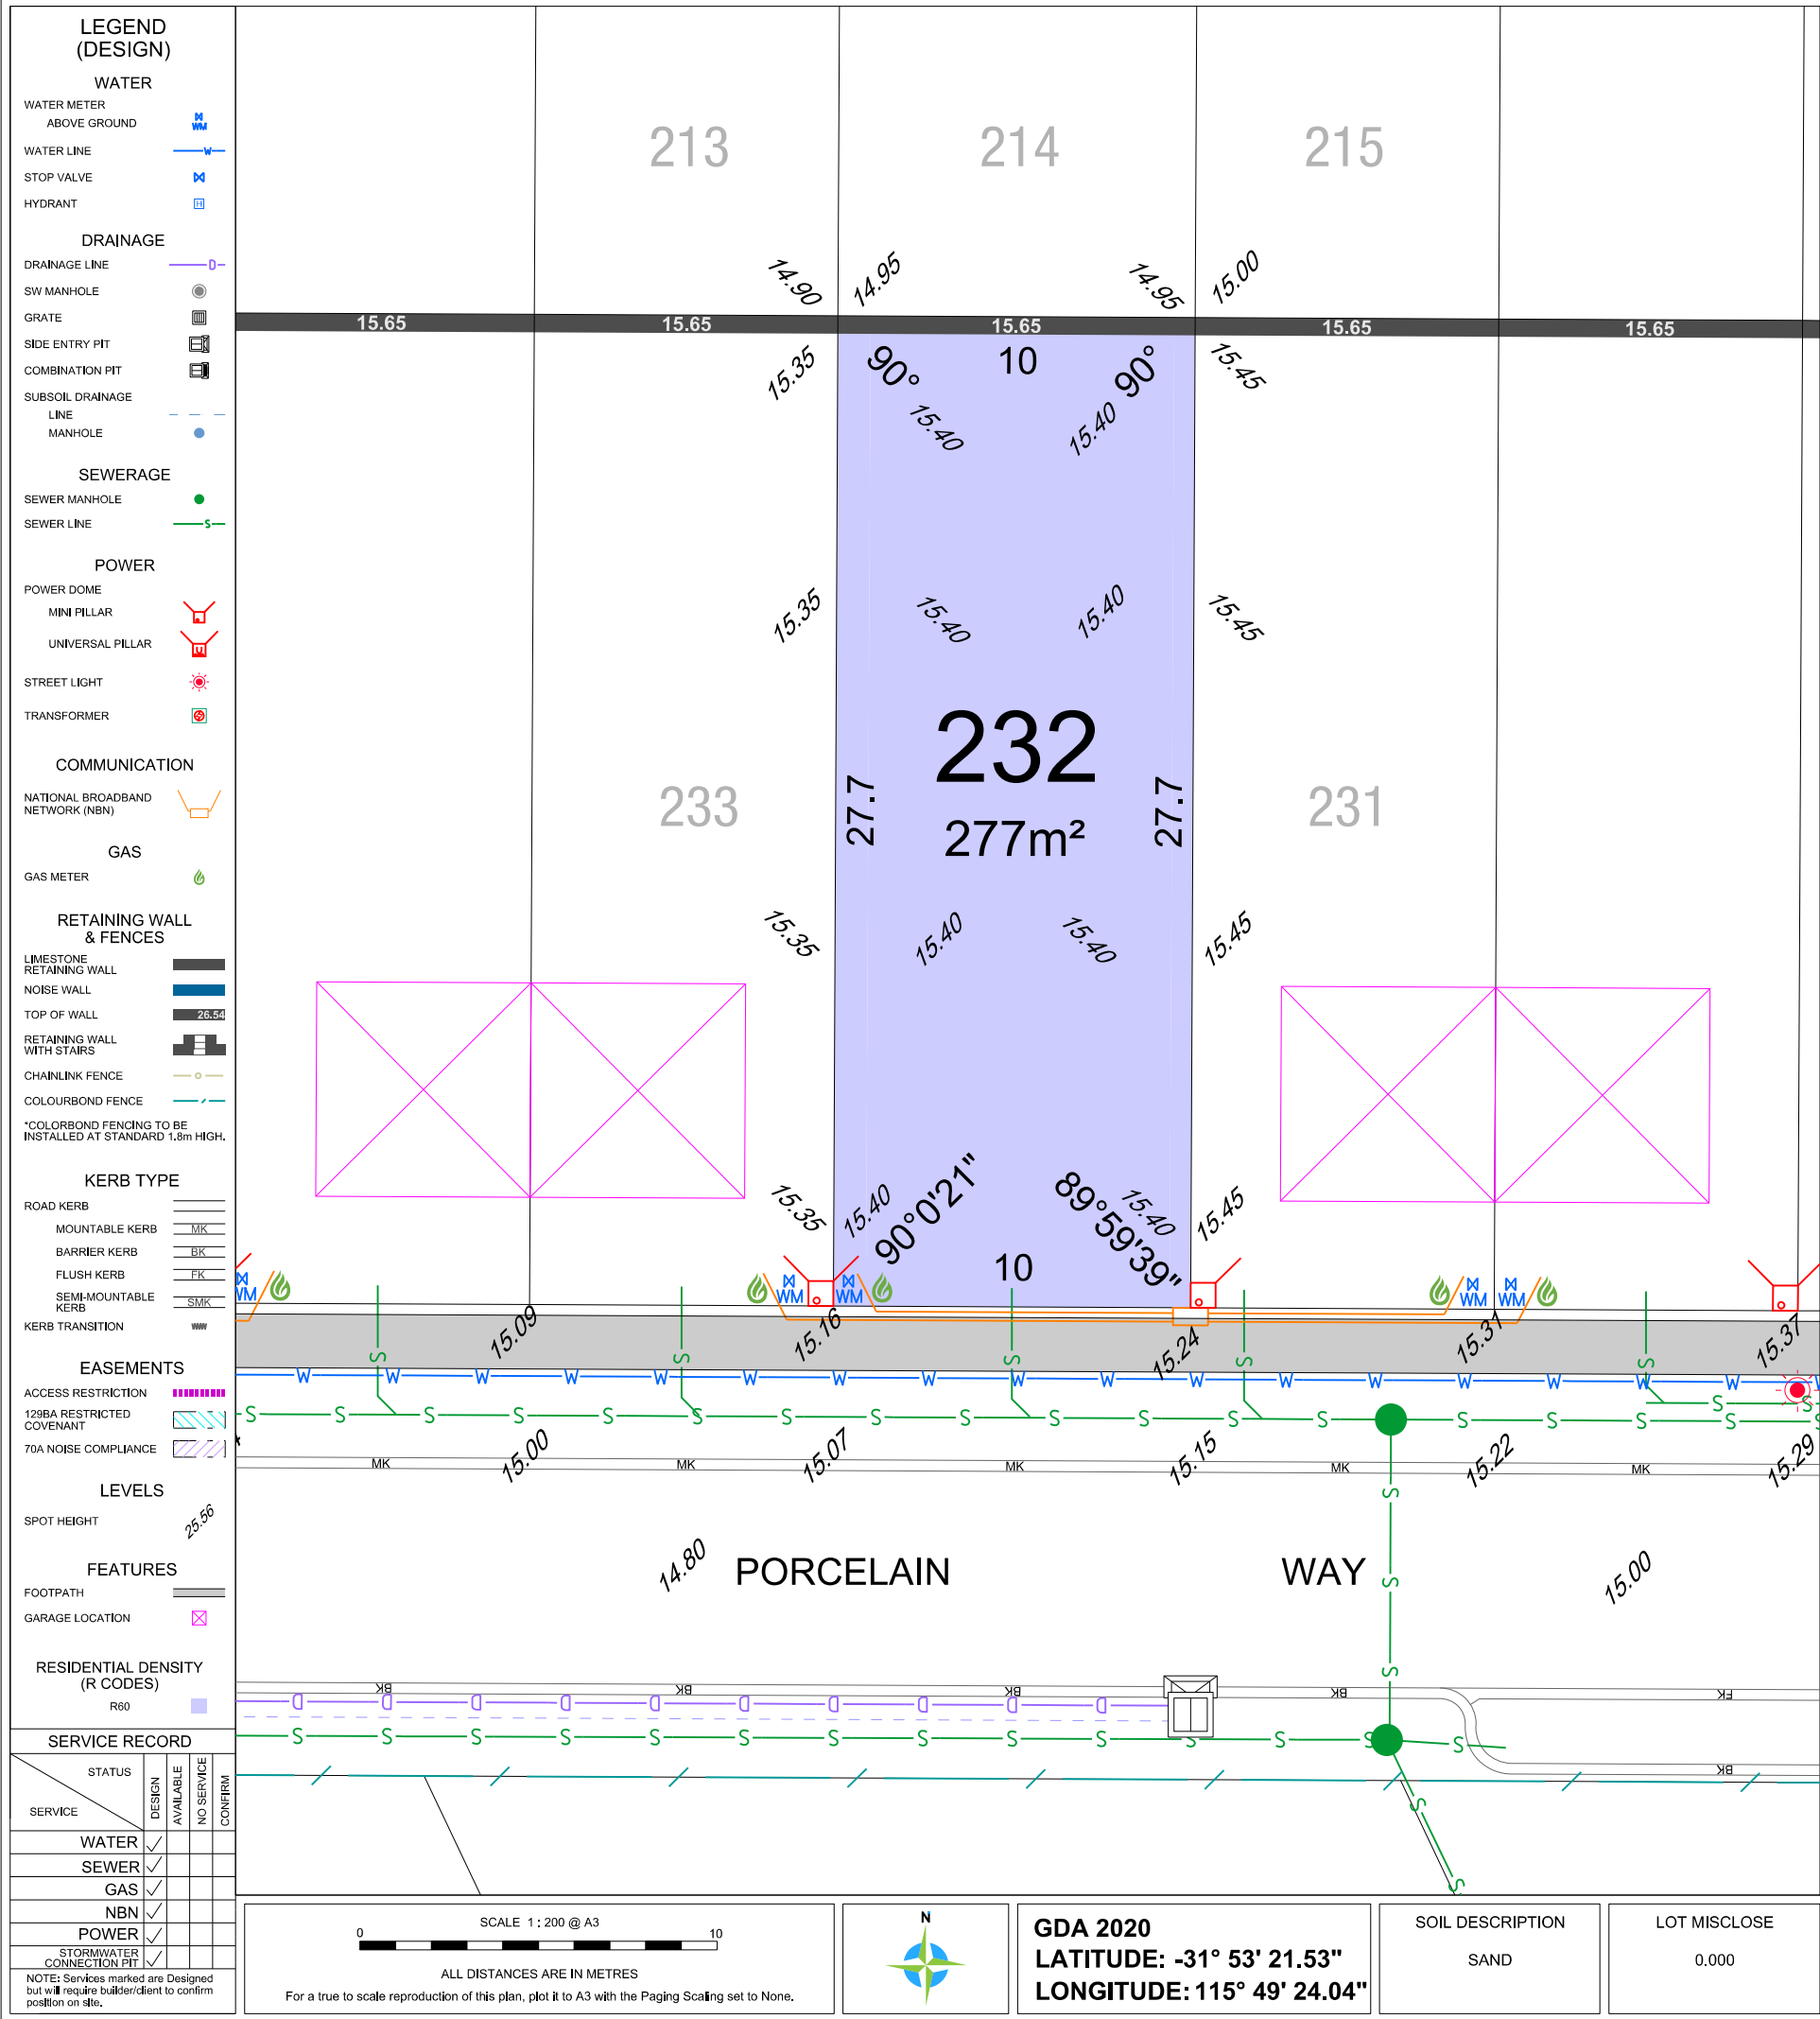 LEGEND
(DESIGN)
WATER
WATER METER
ABOVE GROUND
WM
WATER LINE
W
STOP VALVE
HYDRANT
H
DRAINAGE
DRAINAGE LINE
D
SW MANHOLE
GRATE
SIDE ENTRY PIT
COMBINATION PIT
SUBSOIL DRAINAGE
LINE
MANHOLE
SEWERAGE
SEWER MANHOLE
SEWER LINE
S
POWER
POWER DOME
MINI PILLAR
UNIVERSAL PILLAR
U
STREET LIGHT
TRANSFORMER
COMMUNICATION
NATIONAL BROADBAND
NETWORK (NBN)
GAS
GAS METER
RETAINING WALL
& FENCES
LIMESTONE
RETAINING WALL
NOISE WALL
TOP OF WALL 26.54
RETAINING WALL
WITH STAIRS
CHAINLINK FENCE
COLOURBOND FENCE
*COLORBOND FENCING TO BE
INSTALLED AT STANDARD 1.8m HIGH.
KERB TYPE
ROAD KERB
MOUNTABLE KERB MK
BARRIER KERB BK
FLUSH KERB FK
SEMI-MOUNTABLE
KERB SMK
KERB TRANSITION
EASEMENTS
ACCESS RESTRICTION
129BA RESTRICTED
COVENANT
70A NOISE COMPLIANCE
LEVELS
SPOT HEIGHT 25.56
FEATURES
FOOTPATH
GARAGE LOCATION
RESIDENTIAL DENSITY
(R CODES)
R60
SERVICE RECORD
STATUS
SERVICE
DESIGN
AVAILABLE
NO SERVICE
CONFIRM
WATER
SEWER
GAS
NBN
POWER
STORMWATER
CONNECTION PIT
NOTE: Services marked are Designed
but will require builder/client to confirm
position on site.
213 214 215
14.90 14.95 14.95 15.00
15.65 15.65 15.65 15.65 15.65
15.35 90° 10 90° 15.45
15.40 15.40
15.35 15.40 15.40 15.45
232
233 27.7 277m² 27.7 231
15.35 15.40 15.40 15.45
15.35 15.40 90°0'21" 10 89°59'39" 15.40 15.45
WM WM WM WM WM
15.09 15.16 15.24 15.31 15.37
S S S S S
W W W W W W W W W W W W W W W W W
S S S S S S S S S S S S S S S S S S
15.00 15.07 15.15 15.22 15.29
MK MK MK MK MK
S
14.80 PORCELAIN WAY S 15.00
S
BK BK BK BK FK
D D D D D D D D D D
S S S S S S S S S S S S S S
BK
S
S
SCALE 1 : 200 @ A3
0 10
ALL DISTANCES ARE IN METRES
For a true to scale reproduction of this plan, plot it to A3 with the Paging Scaling set to None.
N
GDA 2020
LATITUDE: -31° 53' 21.53"
LONGITUDE: 115° 49' 24.04"
SOIL DESCRIPTION
SAND
LOT MISCLOSE
0.000